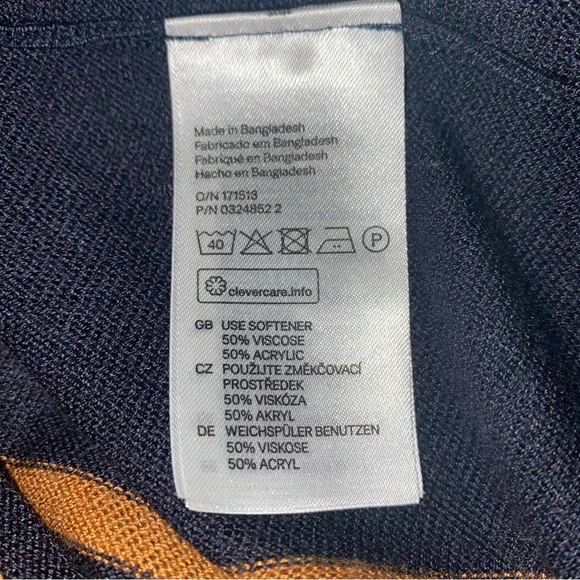 Made in Bangladesh
Fabricado em Bangladesh
Fabriqué en Bangladesh
Hecho en Bangladesh
O/N 171513
P/N 0324852 2
40 P
clevercare.info
GB USE SOFTENER
50% VISCOSE
50% ACRYLIC
CZ POUŽIJTE ZMĚKČOVACÍ
PROSTŘEDEK
50% VISKÓZA
50% AKRYL
DE WEICHSPÜLER BENUTZEN
50% VISKOSE
50% ACRYL